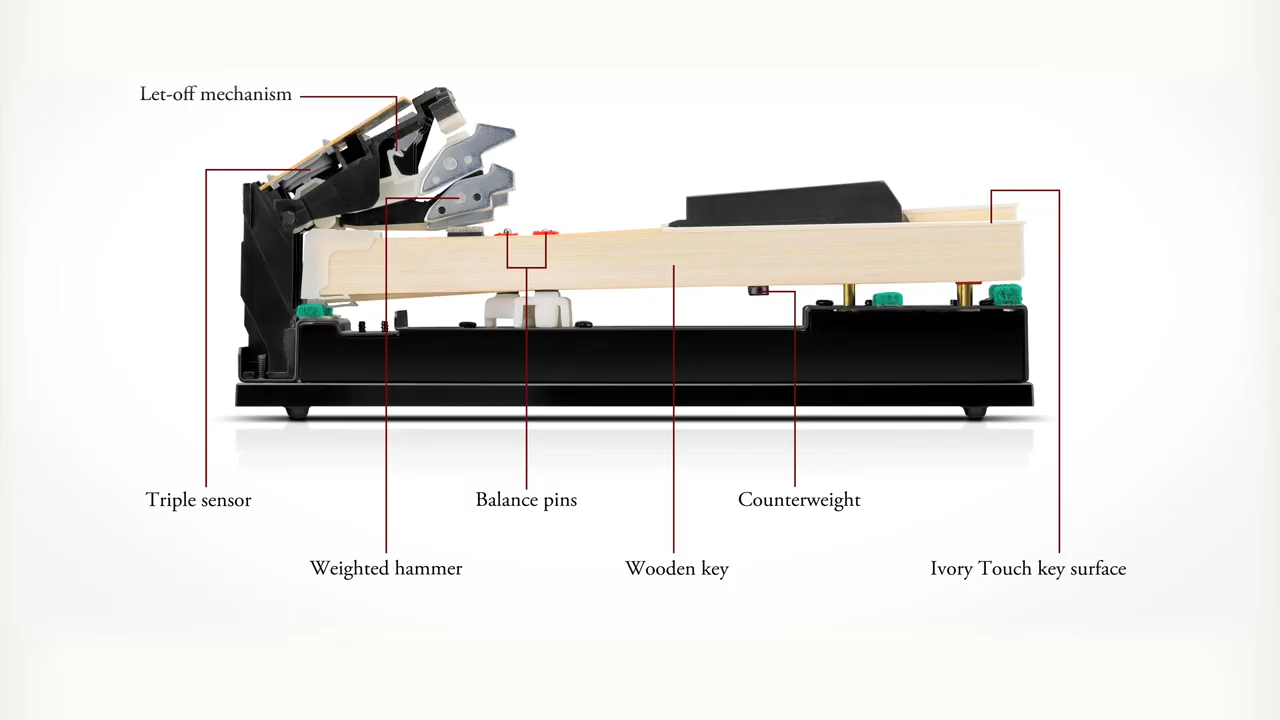 Let-off mechanism
Triple sensor
Balance pins
Counterweight
Weighted hammer
Wooden key
Ivory Touch key surface